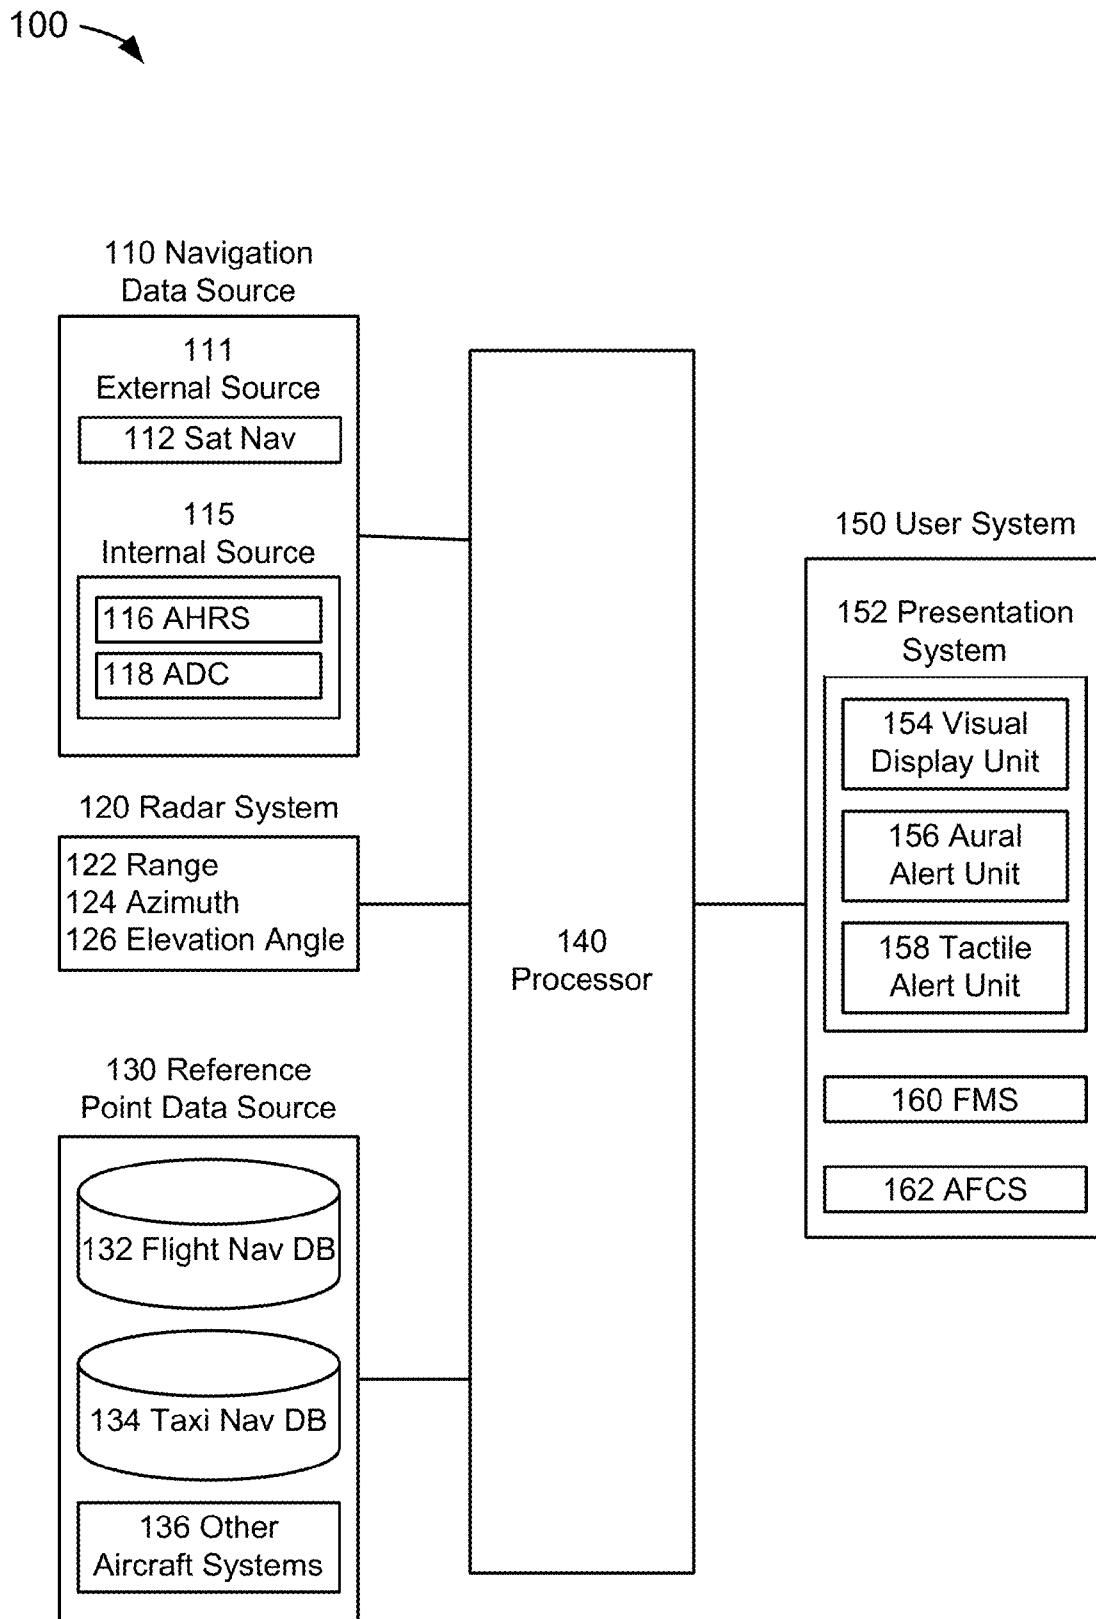 100
110 Navigation
Data Source
111
External Source
112 Sat Nav
115
Internal Source
116 AHRS
118 ADC
120 Radar System
122 Range
124 Azimuth
126 Elevation Angle
130 Reference
Point Data Source
132 Flight Nav DB
134 Taxi Nav DB
136 Other
Aircraft Systems
140
Processor
150 User System
152 Presentation
System
154 Visual
Display Unit
156 Aural
Alert Unit
158 Tactile
Alert Unit
160 FMS
162 AFCS